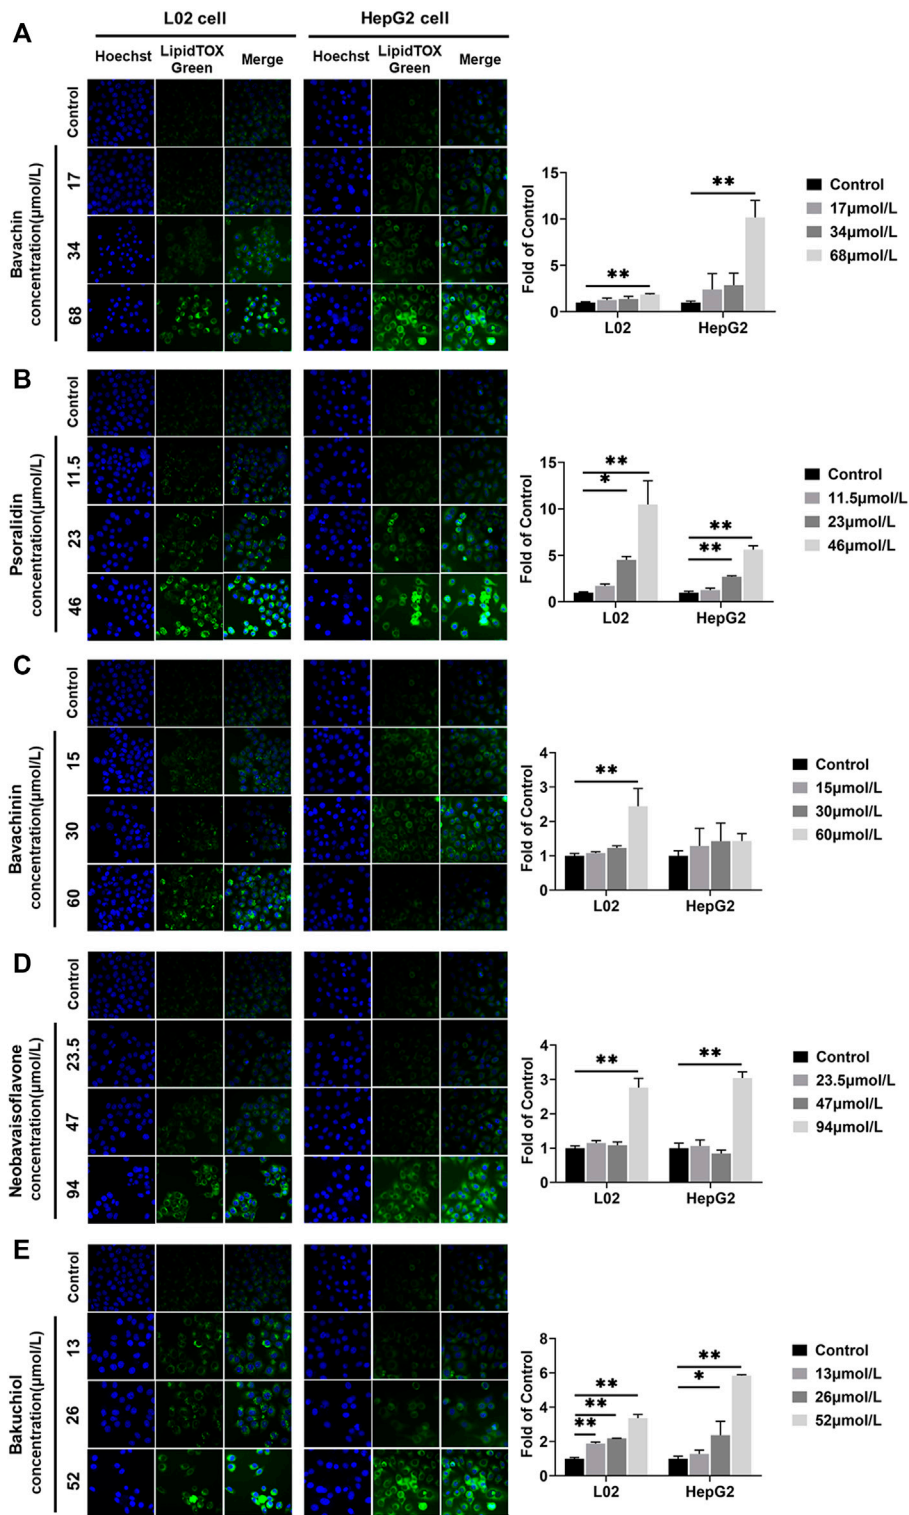 L02 cell
HepG2 cell
A
Hoechst
LipidTOX
Green
Merge
Hoechst
LipidTOX
Green
Merge
Bavachin
concentration(μmol/L)
Control
17
34
68
Fold of Control
15
10
5
0
**
**
L02
HepG2
Control
17μmol/L
34μmol/L
68μmol/L
B
Psoralidin
concentration(μmol/L)
Control
11.5
23
46
Fold of Control
15
10
5
0
**
*
**
**
L02
HepG2
Control
11.5μmol/L
23μmol/L
46μmol/L
C
Bavachinin
concentration(μmol/L)
Control
15
30
60
Fold of Control
4
3
2
1
0
**
L02
HepG2
Control
15μmol/L
30μmol/L
60μmol/L
D
Neobavaisoflavone
concentration(μmol/L)
Control
23.5
47
94
Fold of Control
4
3
2
1
0
**
**
L02
HepG2
Control
23.5μmol/L
47μmol/L
94μmol/L
E
Bakuchiol
concentration(μmol/L)
Control
13
26
52
Fold of Control
8
6
4
2
0
**
**
**
**
*
L02
HepG2
Control
13μmol/L
26μmol/L
52μmol/L